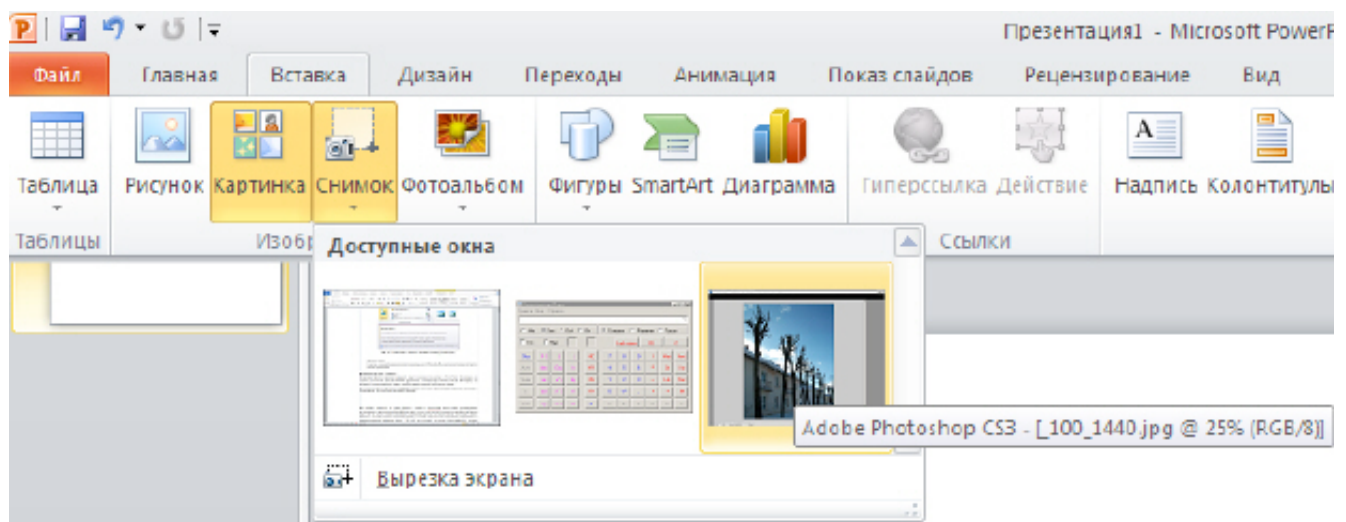 Презентация1 - Microsoft PowerP
Файл Главная Вставка Дизайн Переходы Анимация Показ слайдов Рецензирование Вид
Таблица Рисунок Картинка Снимок Фотоальбом Фигуры SmartArt Диаграмма Гиперссылка Действие Надпись Колонтитулы
Таблицы Изобр Ссылки
Доступные окна
Adobe Photoshop CS3 - [_100_1440.jpg @ 25% (RGB/8)]
Вырезка экрана